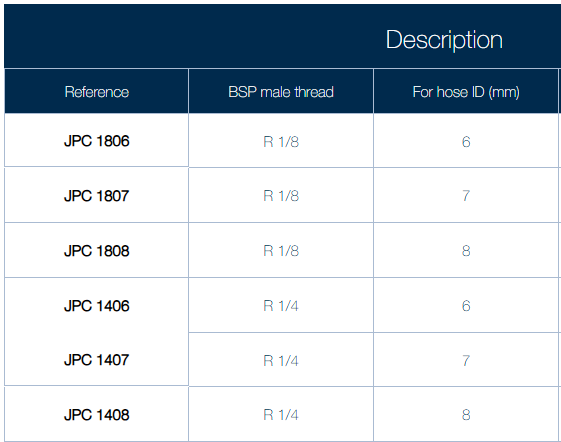 Description
Reference BSP male thread For hose ID (mm)
JPC 1806 R 1/8 6
JPC 1807 R 1/8 7
JPC 1808 R 1/8 8
JPC 1406 R 1/4 6
JPC 1407 R 1/4 7
JPC 1408 R 1/4 8